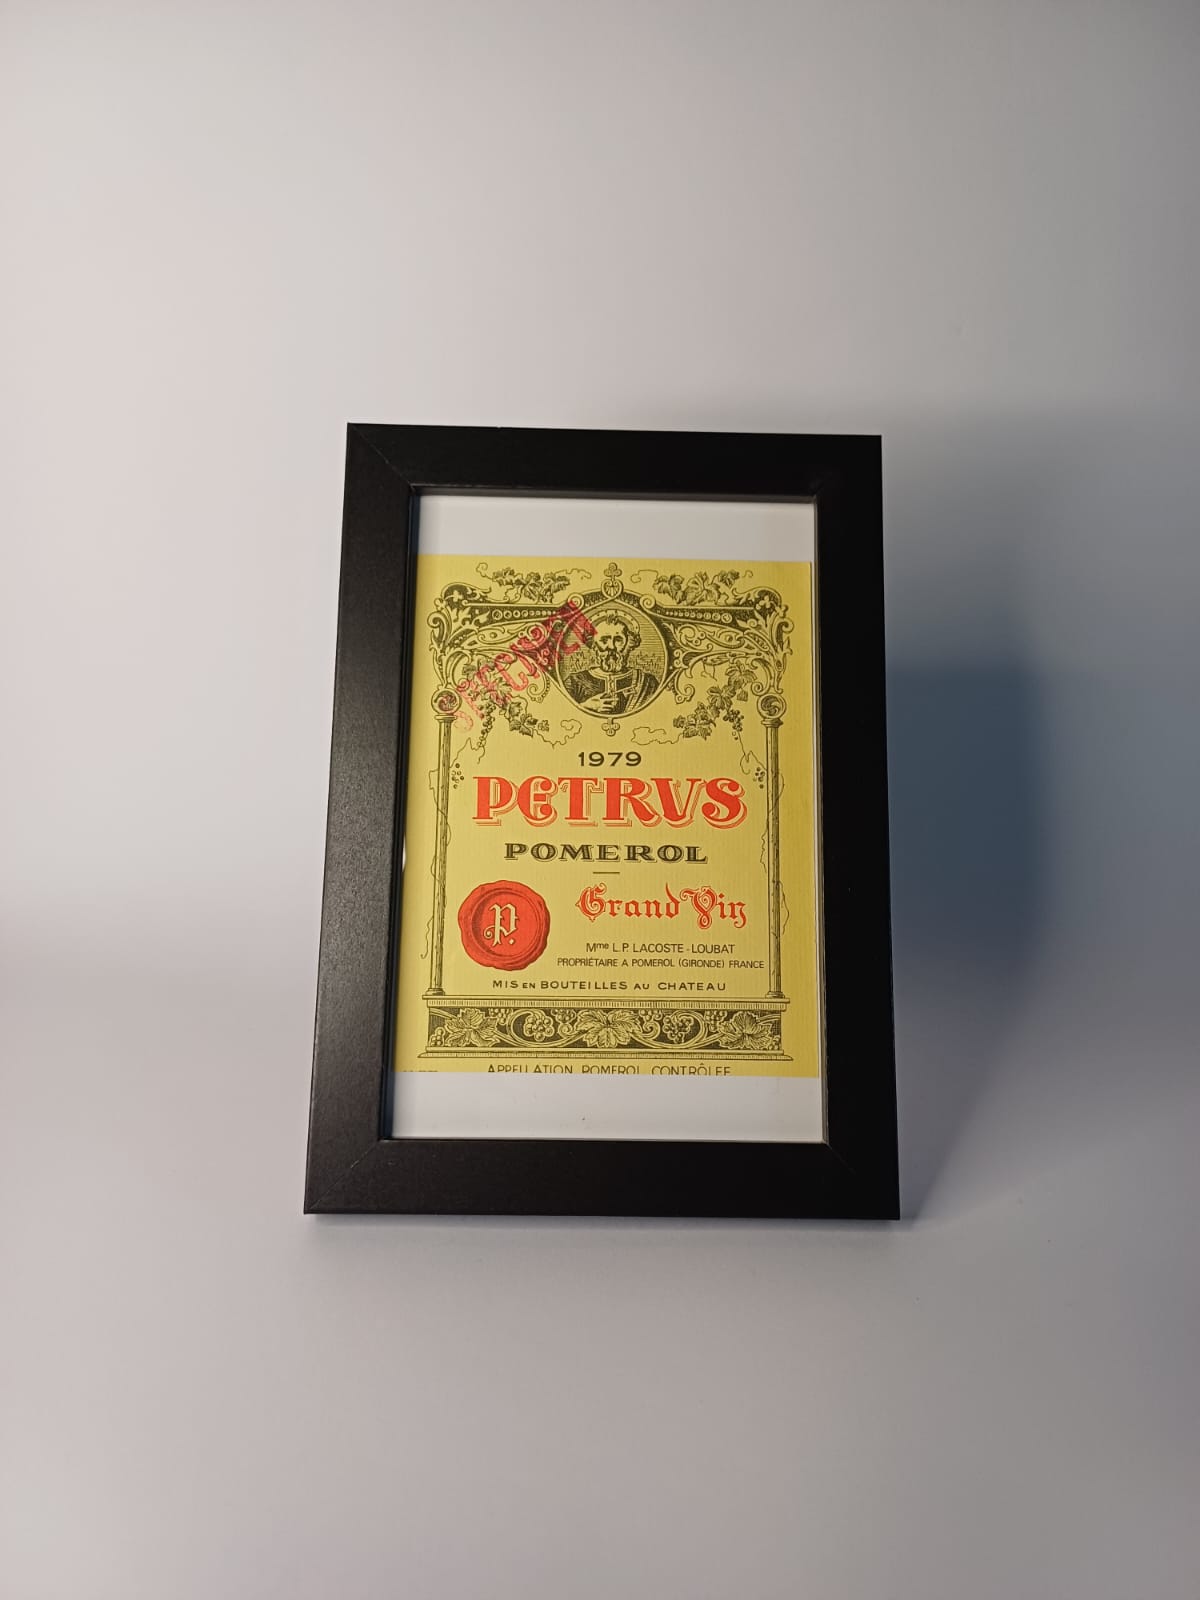 SPECIMEN
1979
PETRVS
POMEROL
Grand Vin
P.
Mme L.P. LACOSTE - LOUBAT
PROPRIÉTAIRE A POMEROL (GIRONDE) FRANCE
MIS EN BOUTEILLES AU CHATEAU
APPELLATION POMEROL CONTRÔLÉE